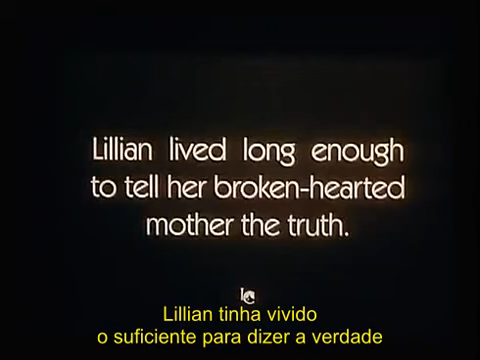 Lillian lived long enough
to tell her broken-hearted
mother the truth.
LC
Lillian tinha vivido
o suficiente para dizer a verdade